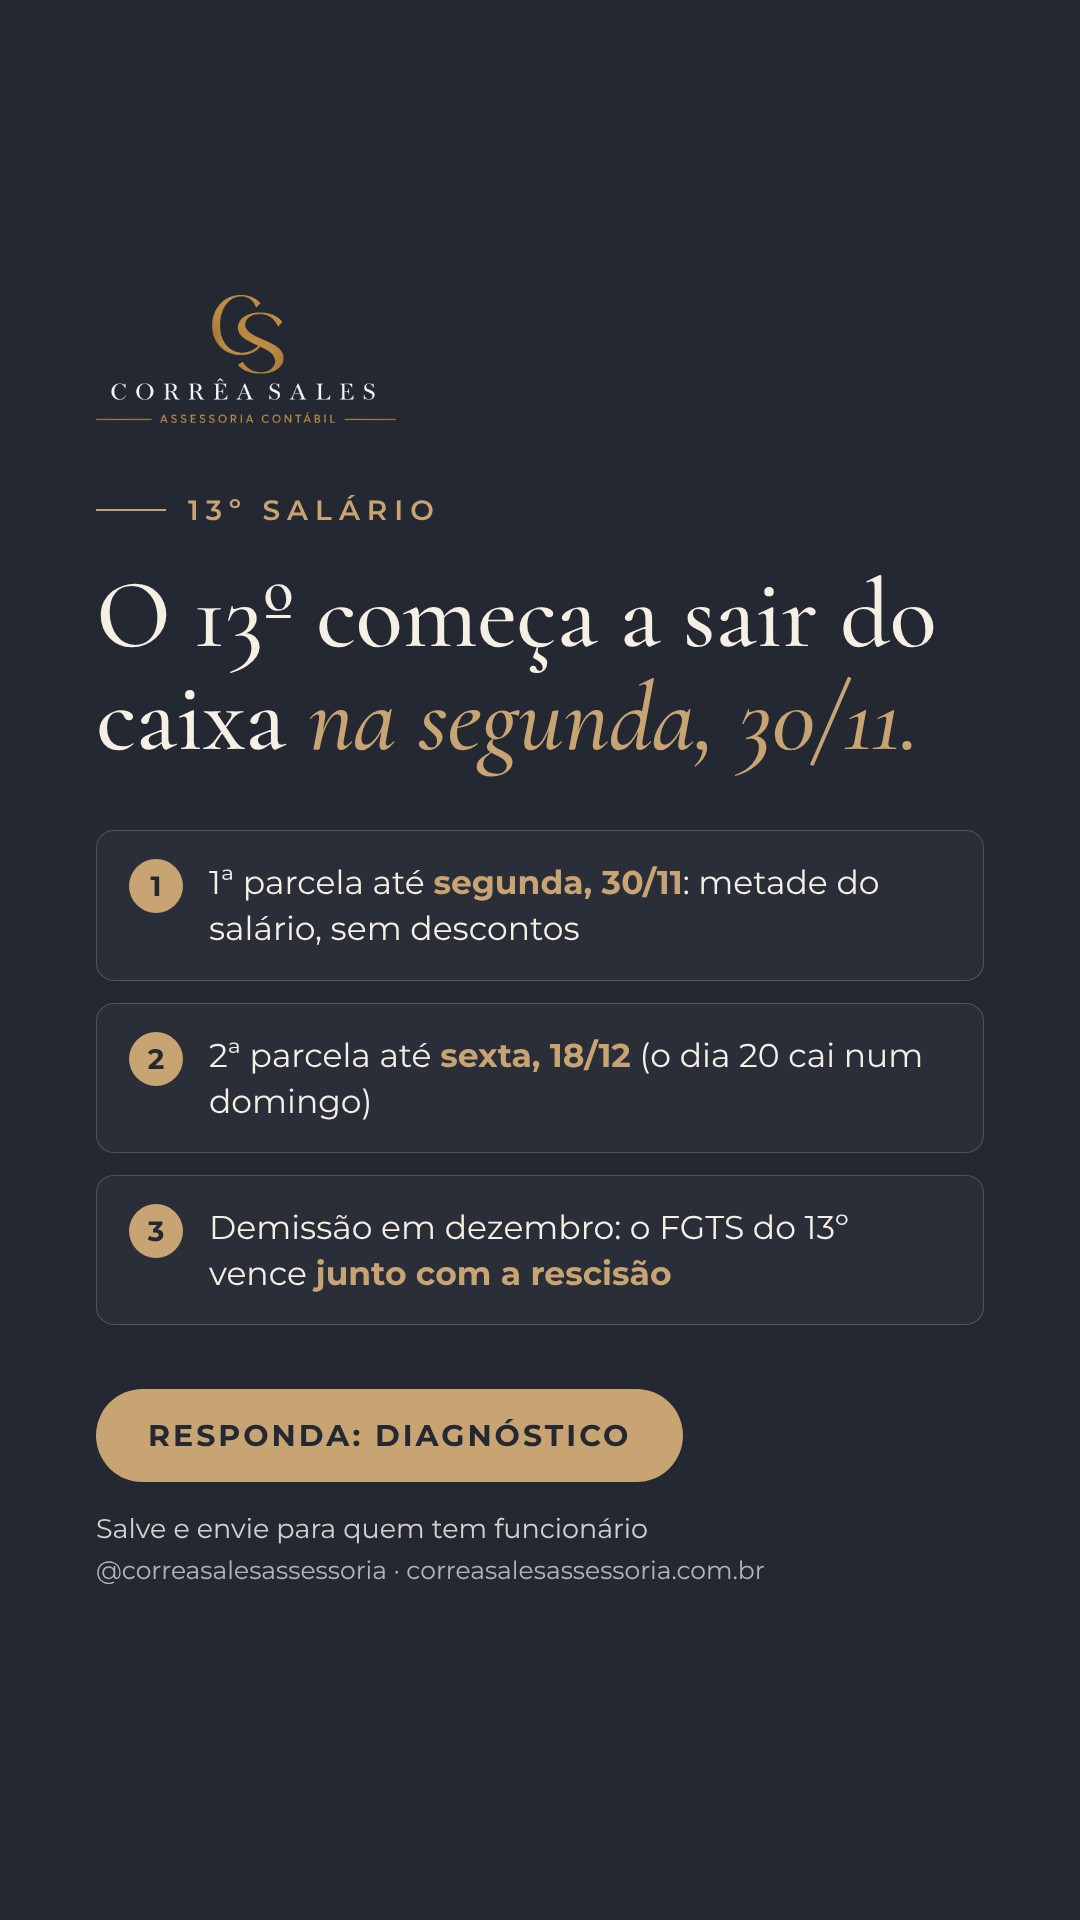 CS
CORRÊA SALES
ASSESSORIA CONTÁBIL
13º SALÁRIO
O 13º começa a sair do
caixa na segunda, 30/11.
1
1ª parcela até segunda, 30/11: metade do
salário, sem descontos
2
2ª parcela até sexta, 18/12 (o dia 20 cai num
domingo)
3
Demissão em dezembro: o FGTS do 13º
vence junto com a rescisão
RESPONDA: DIAGNÓSTICO
Salve e envie para quem tem funcionário
@correasalesassessoria · correasalesassessoria.com.br